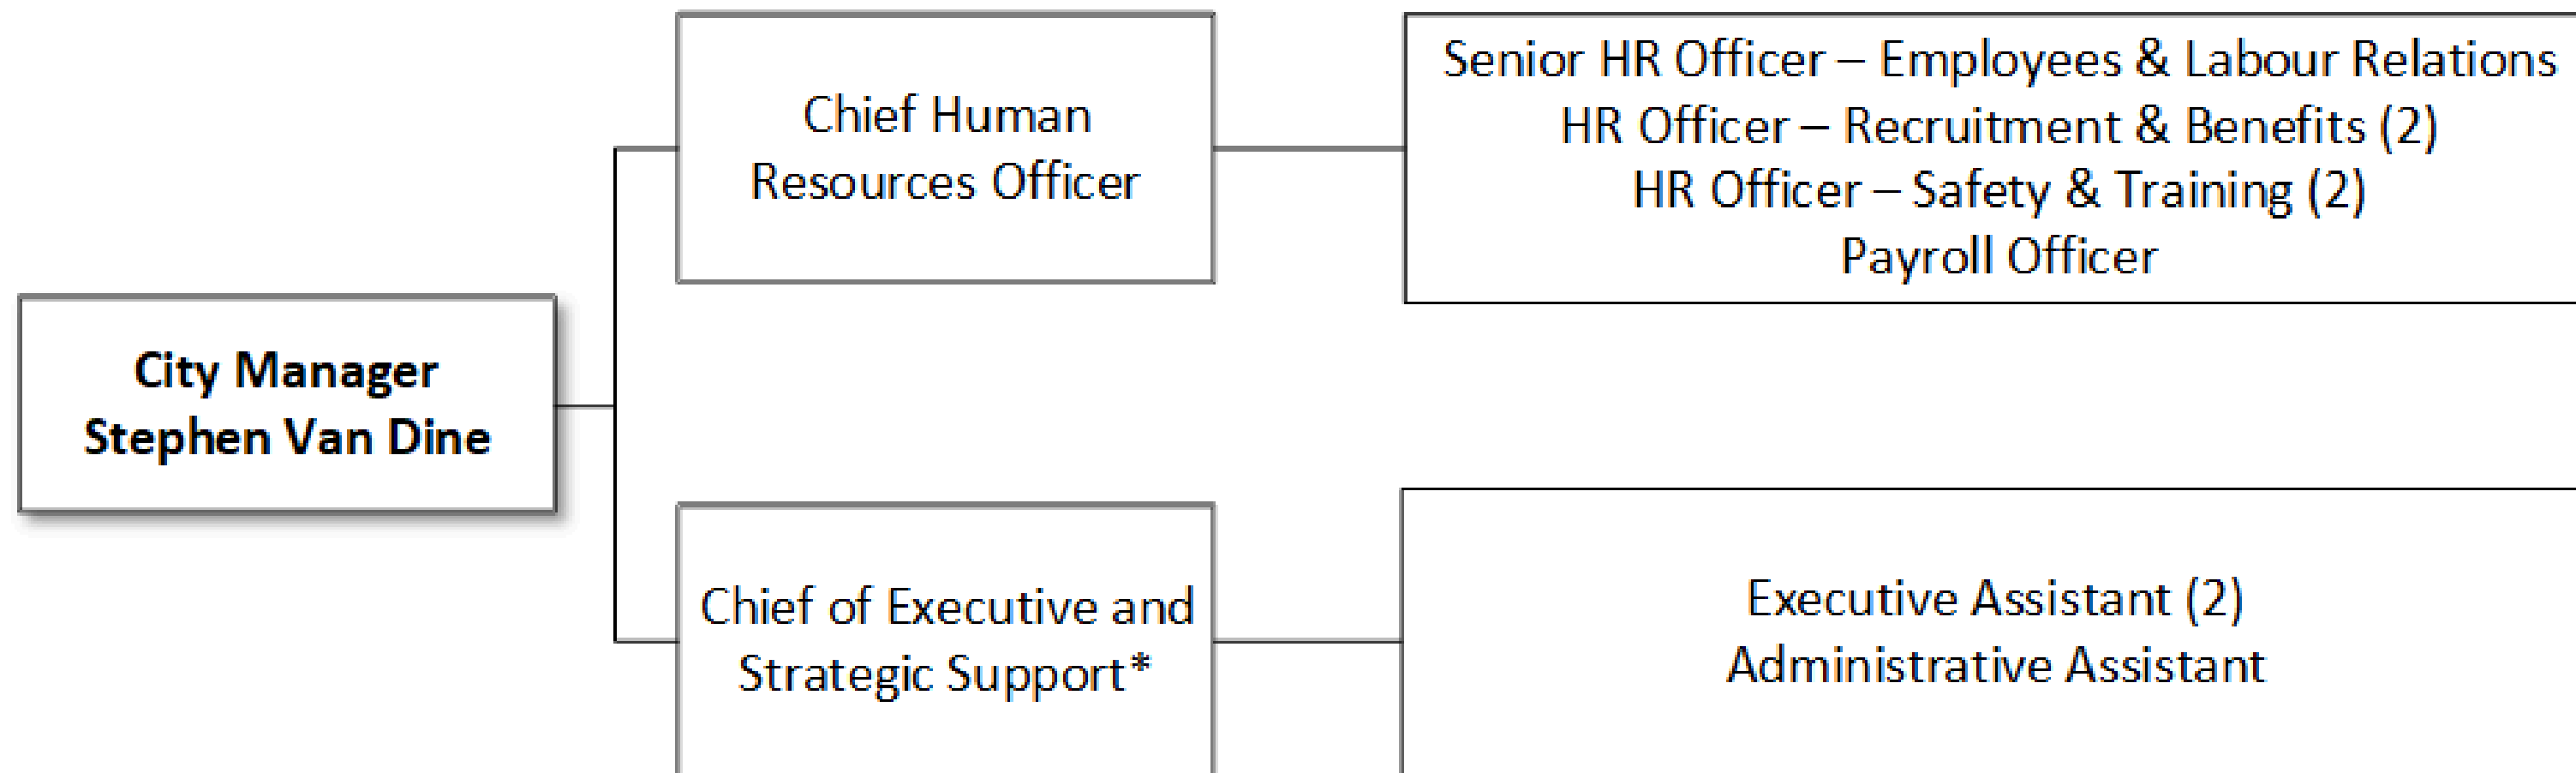 City Manager
Stephen Van Dine
Chief Human
Resources Officer
Senior HR Officer – Employees & Labour Relations
HR Officer – Recruitment & Benefits (2)
HR Officer – Safety & Training (2)
Payroll Officer
Chief of Executive and
Strategic Support*
Executive Assistant (2)
Administrative Assistant